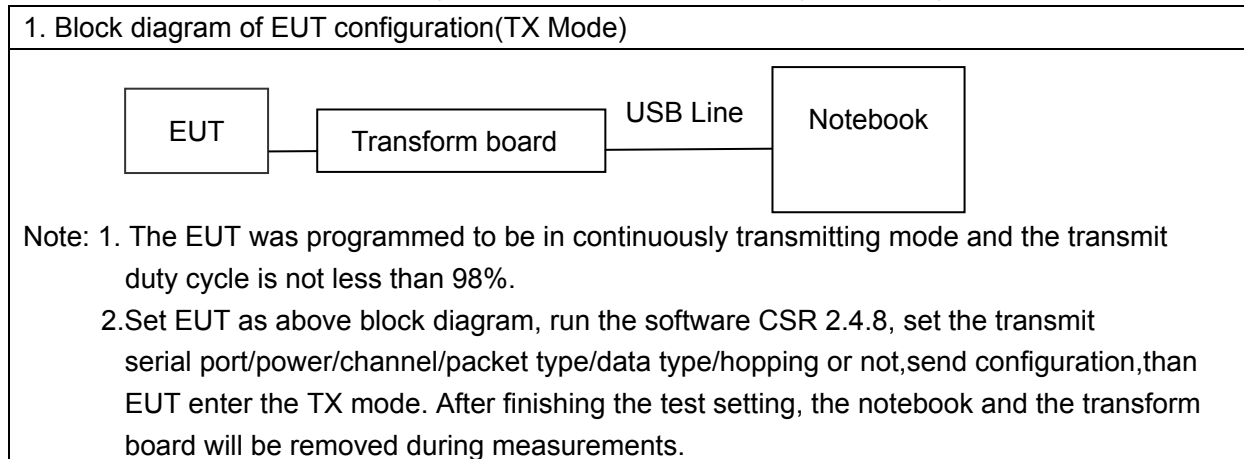 1. Block diagram of EUT configuration(TX Mode)
EUT
Transform board
USB Line
Notebook
Note: 1. The EUT was programmed to be in continuously transmitting mode and the transmit
duty cycle is not less than 98%.
2.Set EUT as above block diagram, run the software CSR 2.4.8, set the transmit
serial port/power/channel/packet type/data type/hopping or not,send configuration,than
EUT enter the TX mode. After finishing the test setting, the notebook and the transform
board will be removed during measurements.